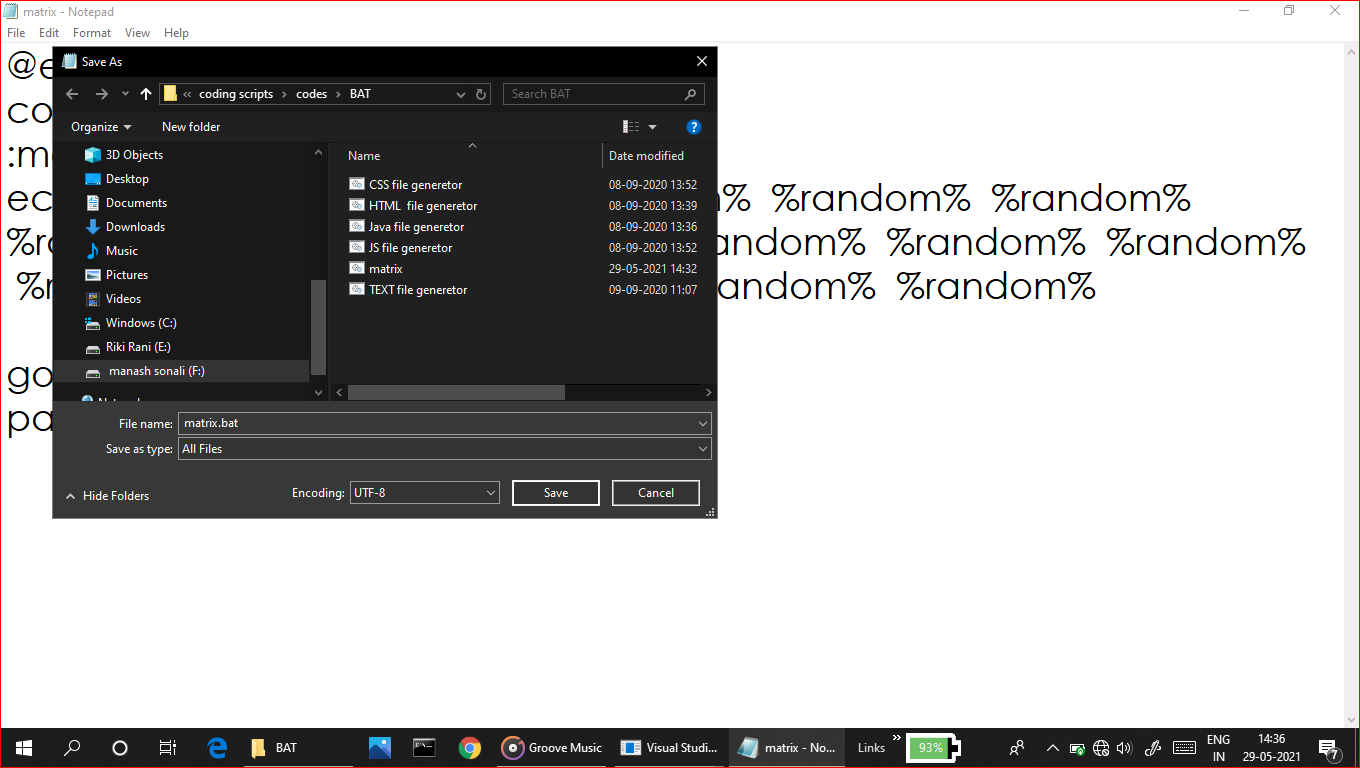 matrix - Notepad
File Edit Format View Help
Save As
« coding scripts › codes › BAT
Search BAT
Organize New folder
?
3D Objects
Desktop
Documents
Downloads
Music
Pictures
Videos
Windows (C:)
Riki Rani (E:)
manash sonali (F:)
Name Date modified
CSS file generetor 08-09-2020 13:52
HTML file generetor 08-09-2020 13:39
Java file generetor 08-09-2020 13:36
JS file generetor 08-09-2020 13:52
matrix 29-05-2021 14:32
TEXT file generetor 09-09-2020 11:07
File name: matrix.bat
Save as type: All Files
Hide Folders Encoding: UTF-8 Save Cancel
@e
co
:m
ec % %random% %random%
%r andom% %random% %random%
%r andom% %random%
go
pa
BAT Groove Music Visual Studi... matrix - No... Links » 93% ENG IN 14:36 29-05-2021 7